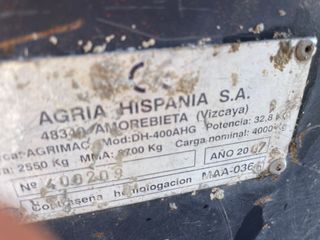 AGRIA HISPANIA S.A.
48340 AMOREBIETA (Vizcaya)
AGRIMAC Mod: DH-400AHG Potencia: 32,8
2550 Kg MMA: 700 Kg Carga nominal: 4000
Nº 400209 AÑO 20
Contraseña homologacion MAA-036